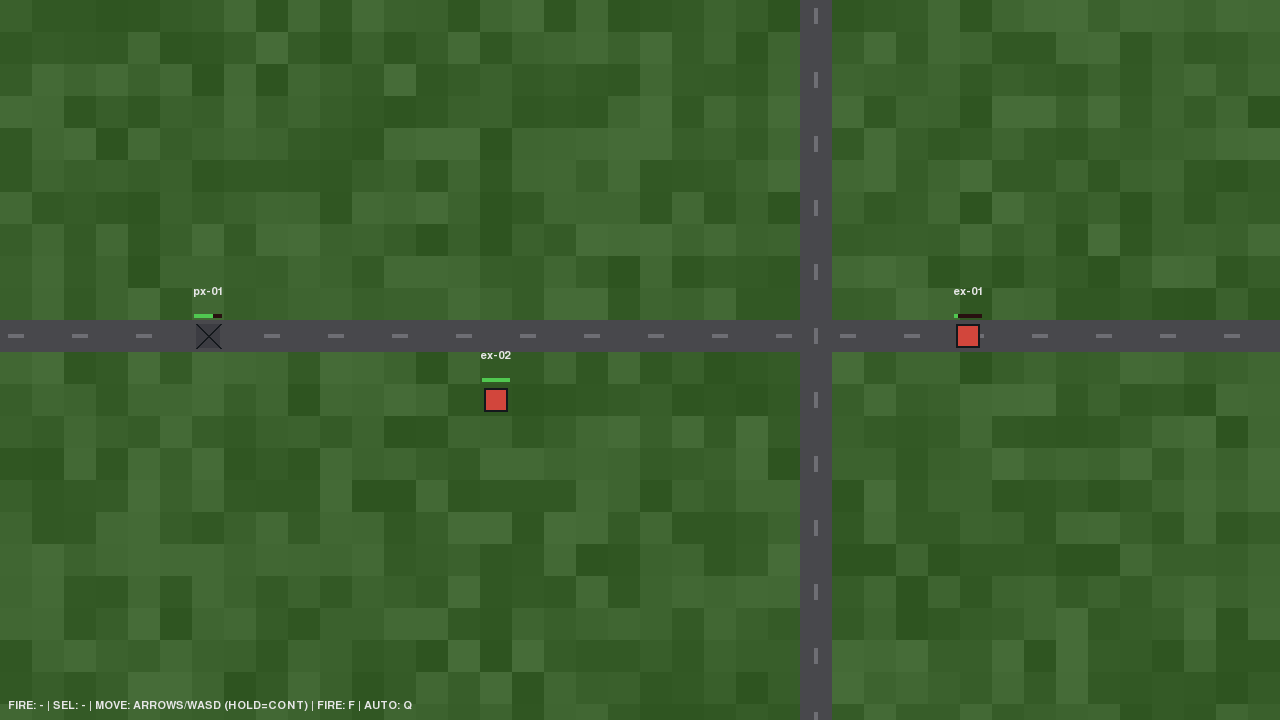 px-01
ex-01
ex-02
FIRE: - | SEL: - | MOVE: ARROWS/WASD (HOLD=CONT) | FIRE: F | AUTO: Q